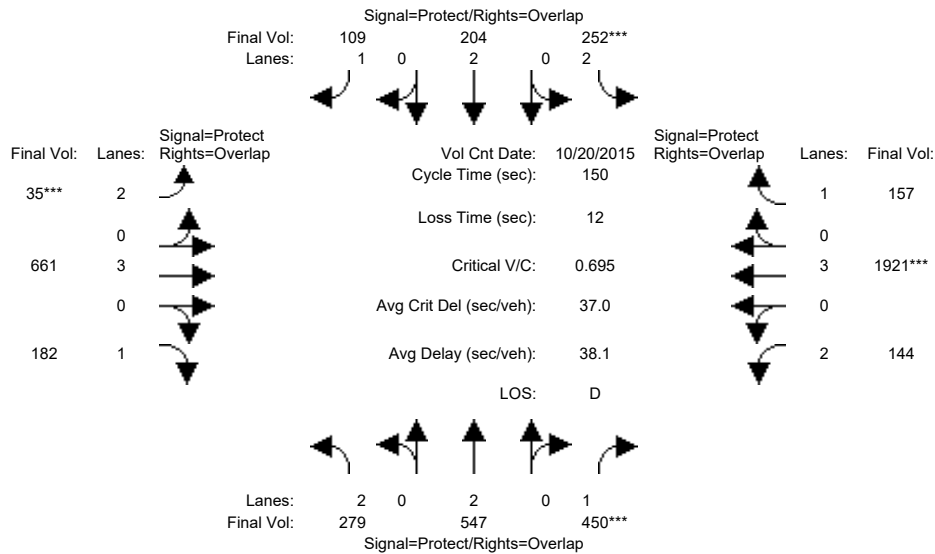 Signal=Protect/Rights=Overlap
Final Vol: 109 204 252***
Lanes: 1 0 2 0 2
Signal=Protect
Final Vol: Lanes: Rights=Overlap
Vol Cnt Date: 10/20/2015
Signal=Protect
Rights=Overlap Lanes: Final Vol:
Cycle Time (sec): 150
35*** 2
1 157
Loss Time (sec): 12
0
0
661 3
Critical V/C: 0.695
3 1921***
0
Avg Crit Del (sec/veh): 37.0
0
182 1
Avg Delay (sec/veh): 38.1
2 144
LOS: D
Lanes: 2 0 2 0 1
Final Vol: 279 547 450***
Signal=Protect/Rights=Overlap